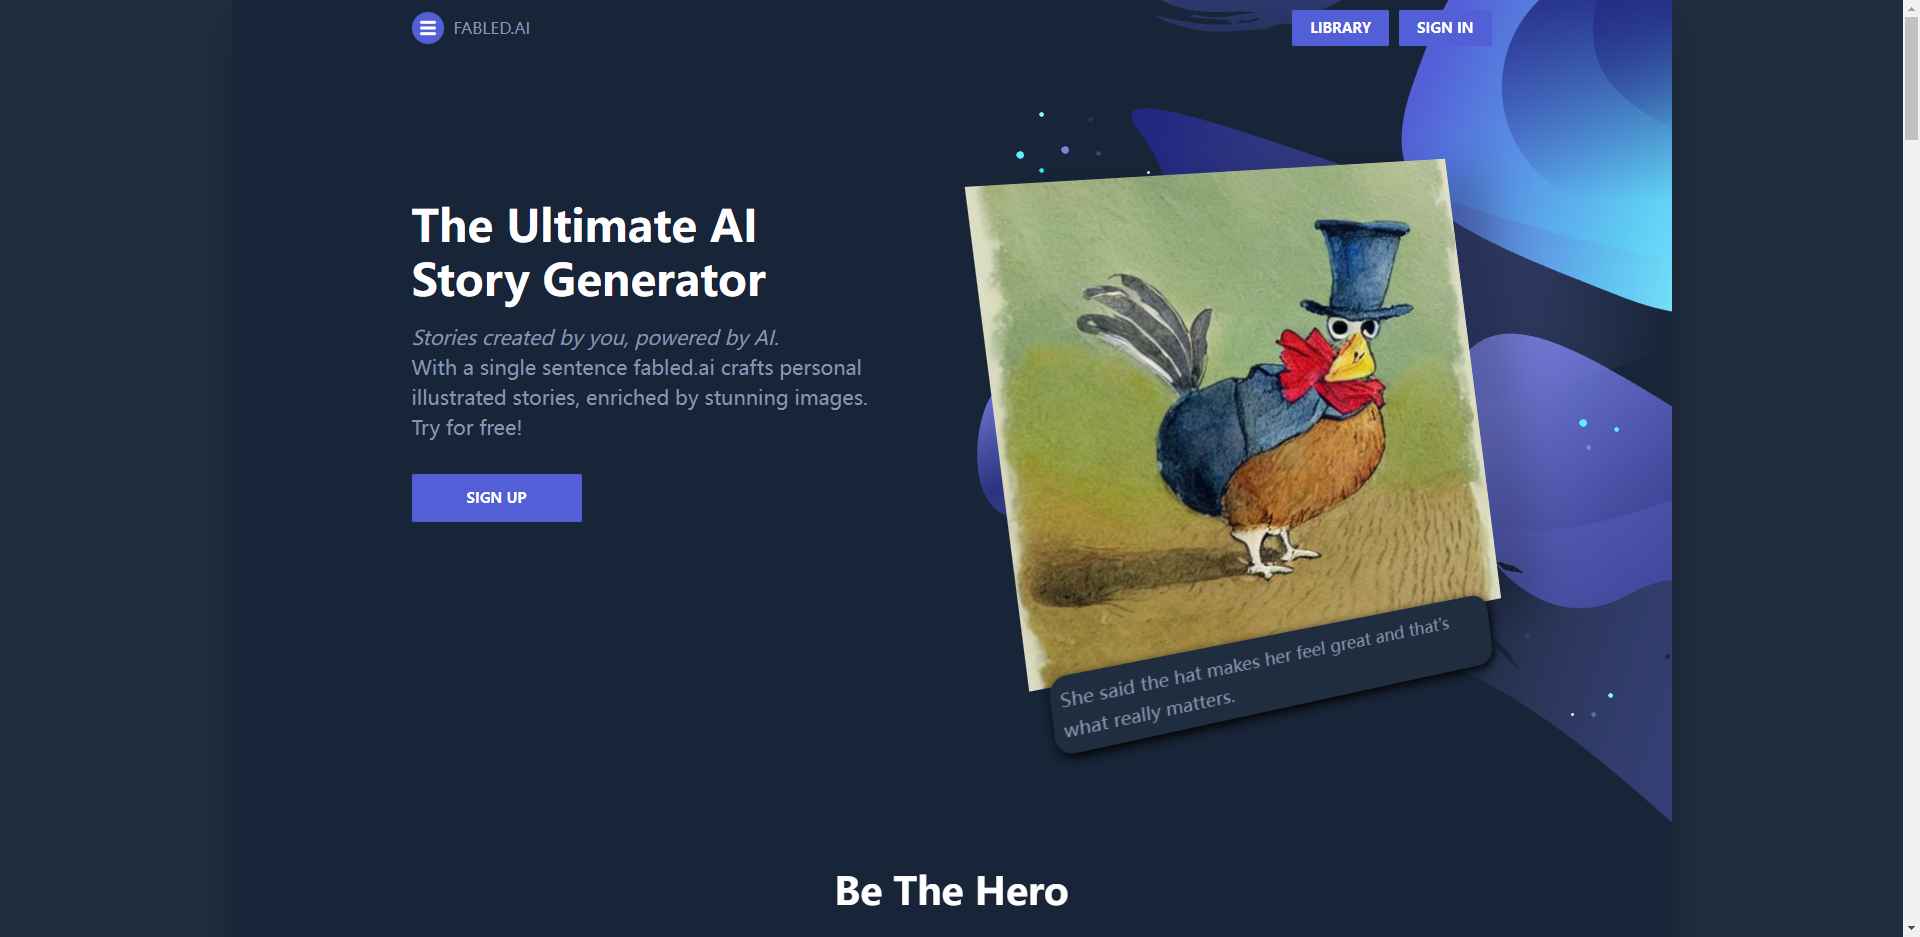 FABLED.AI
LIBRARY
SIGN IN
The Ultimate AI
Story Generator
Stories created by you, powered by AI.
With a single sentence fabled.ai crafts personal
illustrated stories, enriched by stunning images.
Try for free!
SIGN UP
She said the hat makes her feel great and that's
what really matters.
Be The Hero